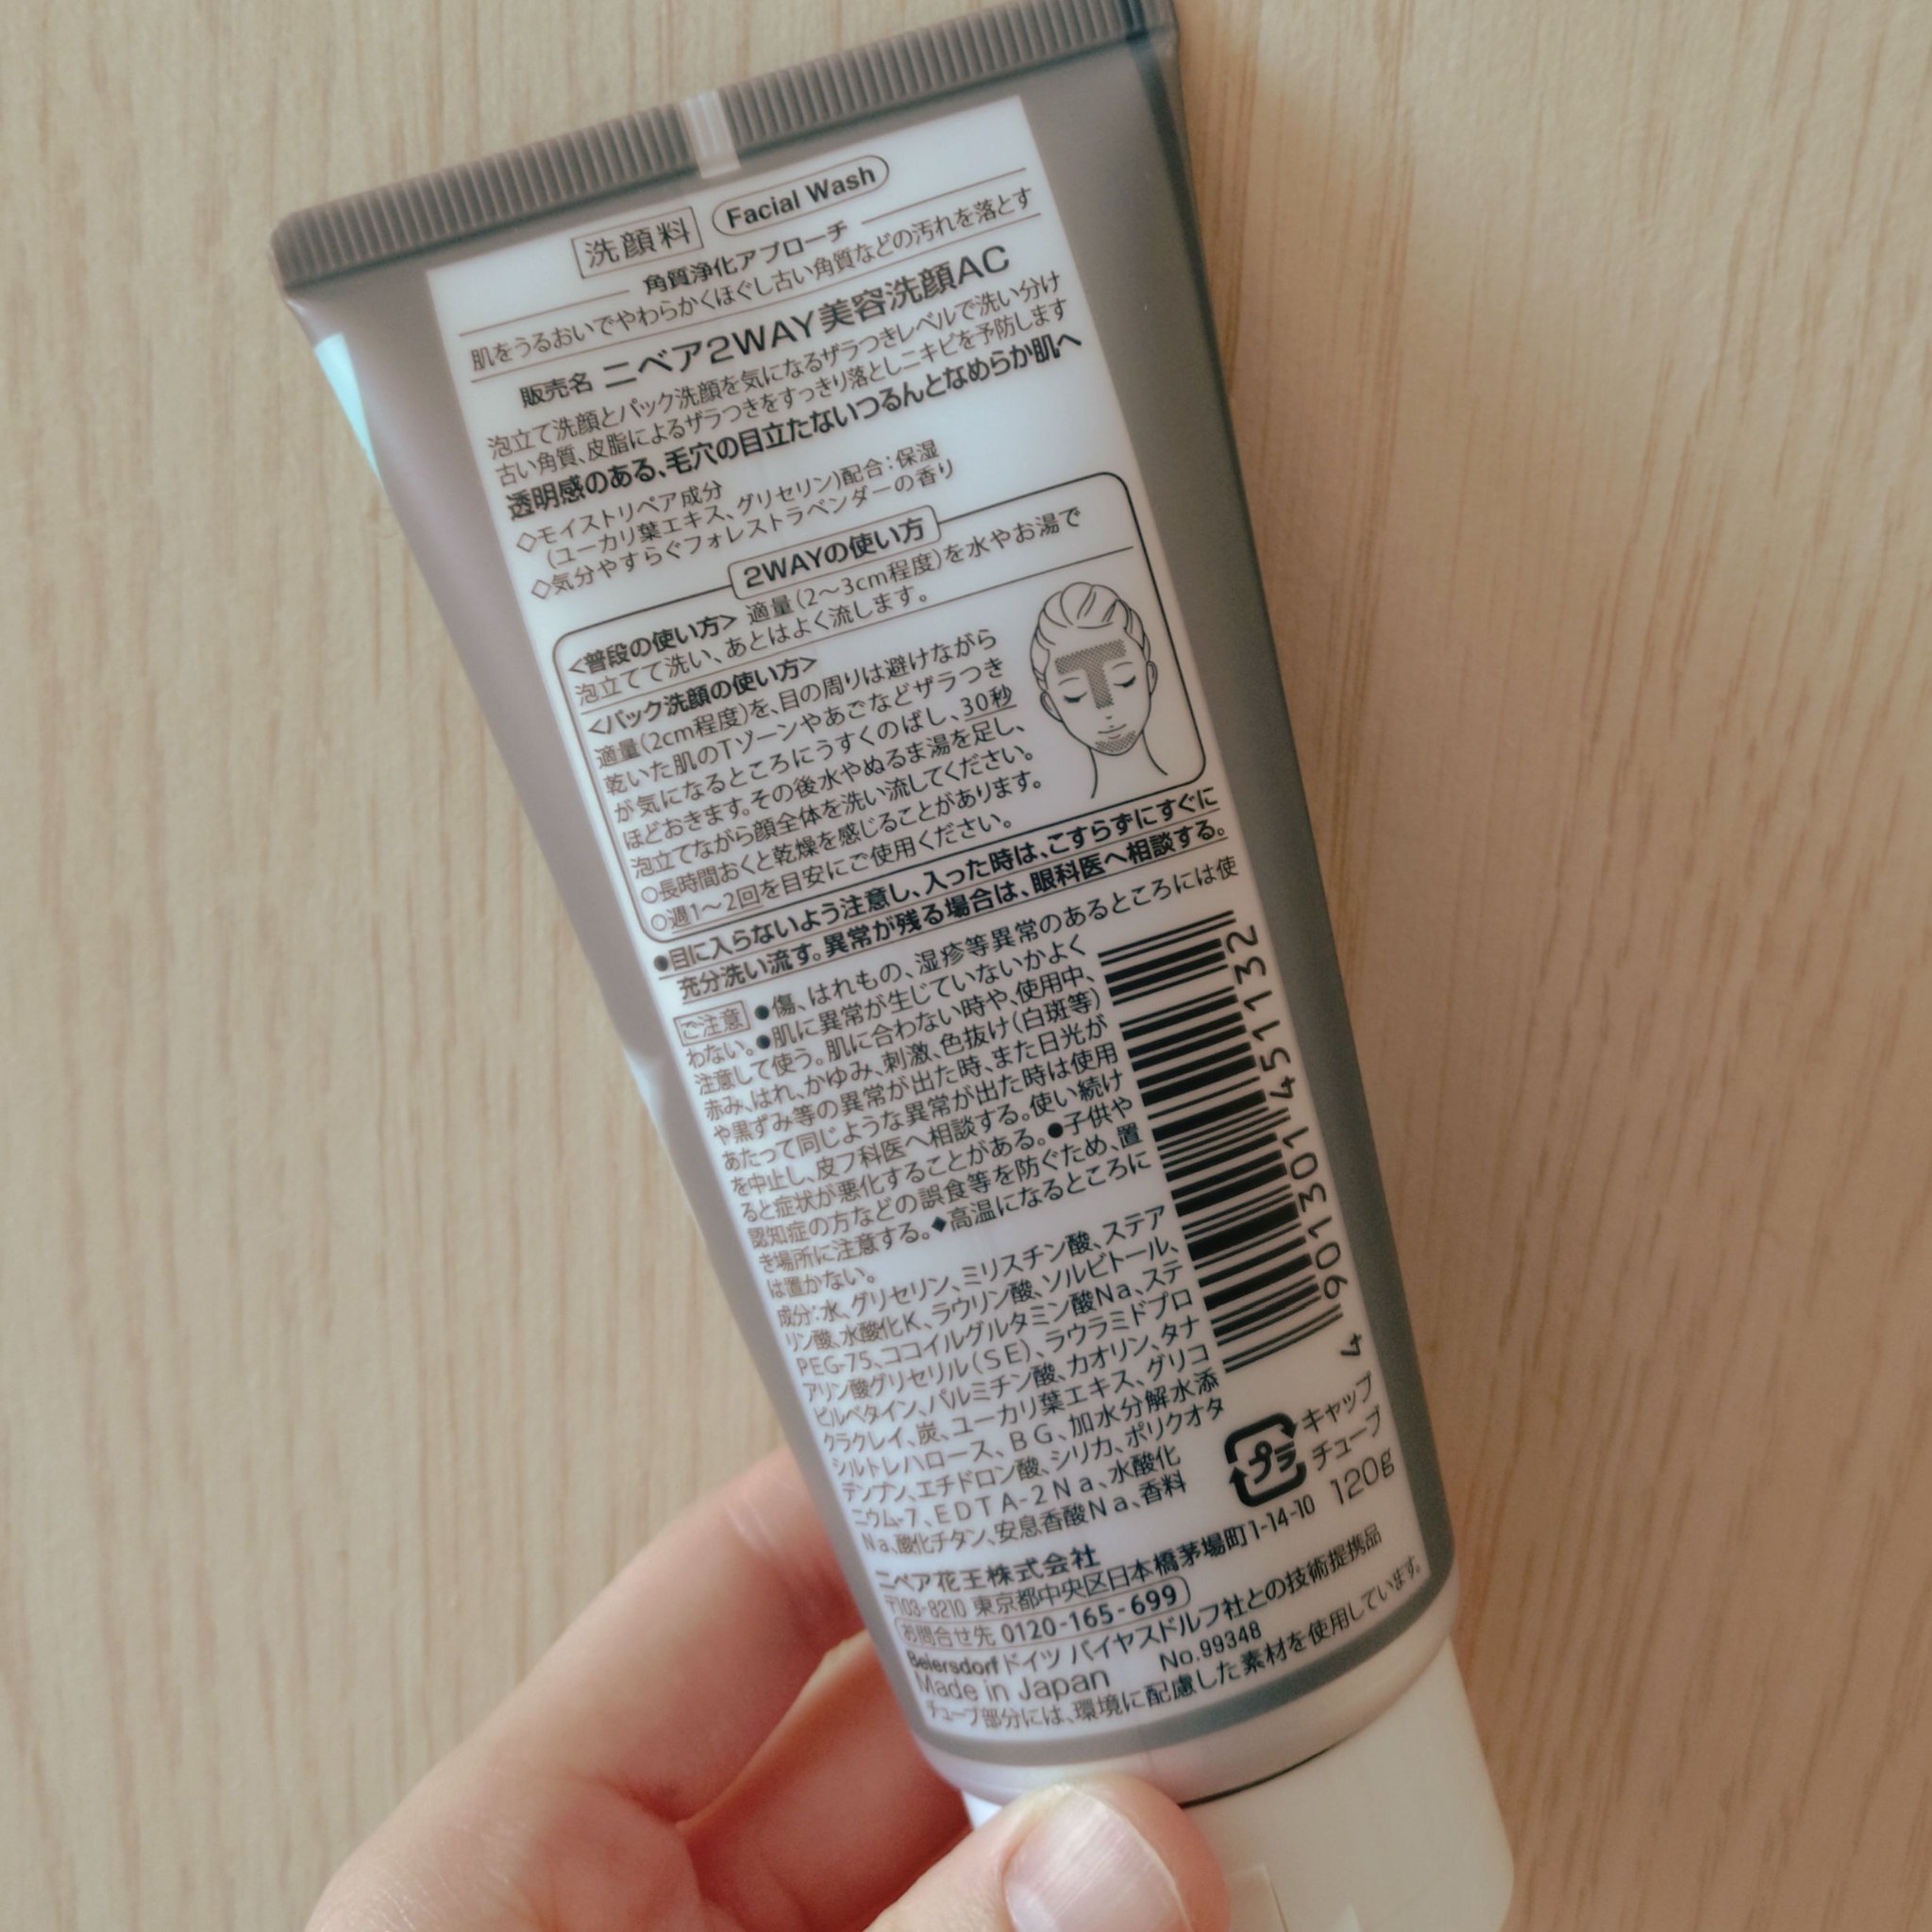 洗顔料 Facial Wash
角質浄化アプローチ
肌をうるおいでやわらかくほぐし古い角質などの汚れを落とす
販売名 ニベア2WAY美容洗顔AC
泡立て洗顔とパック洗顔を気になるザラつきレベルで洗い分け
古い角質、皮脂によるザラつきをすっきり落としニキビを予防します
透明感のある、毛穴の目立たないつるんとなめらか肌へ
◇モイストリペア成分
(ユーカリ葉エキス、グリセリン)配合:保湿
◇気分やすらぐフォレストラベンダーの香り
2WAYの使い方
<普段の使い方> 適量(2〜3cm程度)を水やお湯で
泡立てて洗い、あとはよく流します。
<パック洗顔の使い方>
適量(2cm程度)を、目の周りは避けながら
乾いた肌のTゾーンやあごなどザラつき
が気になるところにうすくのばし、30秒
ほどおきます。その後水やぬるま湯を足し、
泡立てながら顔全体を洗い流してください。
○長時間おくと乾燥を感じることがあります。
○週1〜2回を目安にご使用ください。
●目に入らないよう注意し、入った時は、こすらずにすぐに
充分洗い流す。異常が残る場合は、眼科医へ相談する。
ご注意 ●傷、はれもの、湿疹等異常のあるところには使
わない。●肌に異常が生じていないかよく
注意して使う。肌に合わない時や、使用中、
赤み、はれ、かゆみ、刺激、色抜け(白斑等)
や黒ずみ等の異常が出た時、また日光が
あたって同じような異常が出た時は使用
を中止し、皮フ科医へ相談する。使い続け
ると症状が悪化することがある。●子供や
認知症の方などの誤食等を防ぐため、置
き場所に注意する。◆高温になるところに
は置かない。
成分:水、グリセリン、ミリスチン酸、ステア
リン酸、水酸化K、ラウリン酸、ソルビトール、
PEG-75、ココイルグルタミン酸Na、ステ
アリン酸グリセリル(SE)、ラウラミドプロ
ピルベタイン、パルミチン酸、カオリン、タナ
クラクレイ、炭、ユーカリ葉エキス、グリコ
シルトレハロース、BG、加水分解水添
デンプン、エチドロン酸、シリカ、ポリクオタ
ニウム-7、EDTA-2Na、水酸化
Na、酸化チタン、安息香酸Na、香料
4 901301 451132
プラ キャップ
チューブ
120g
ニベア花王株式会社
〒103-8210 東京都中央区日本橋茅場町1-14-10
お問合せ先 0120-165-699
Beiersdorf ドイツ バイヤスドルフ社との技術提携品
Made in Japan No.99348
チューブ部分には、環境に配慮した素材を使用しています。